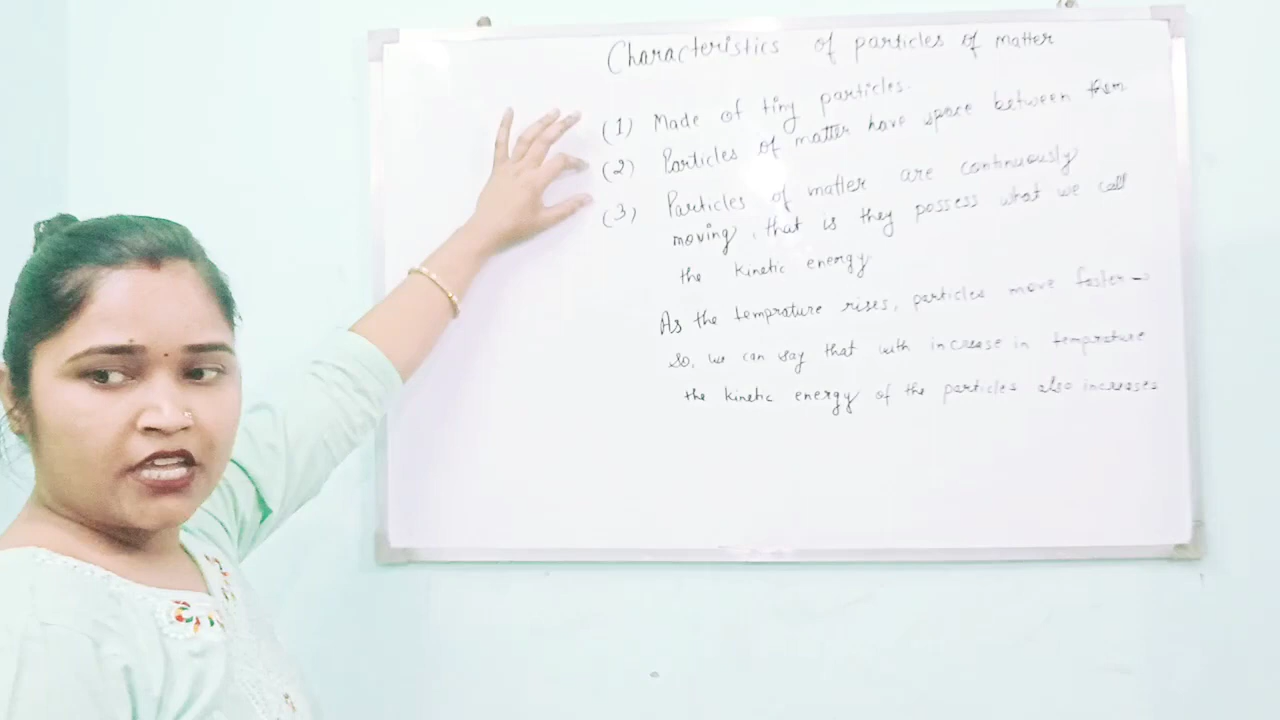 Characteristics of particles of matter
(1) Made of tiny particles.
(2) Particles of matter have space between them
(3) Particles of matter are continuously
moving, that is they possess what we call
the kinetic energy
As the temprature rises, particles move faster-
so, we can say that with increase in temprature
the kinetic energy of the particles also increases